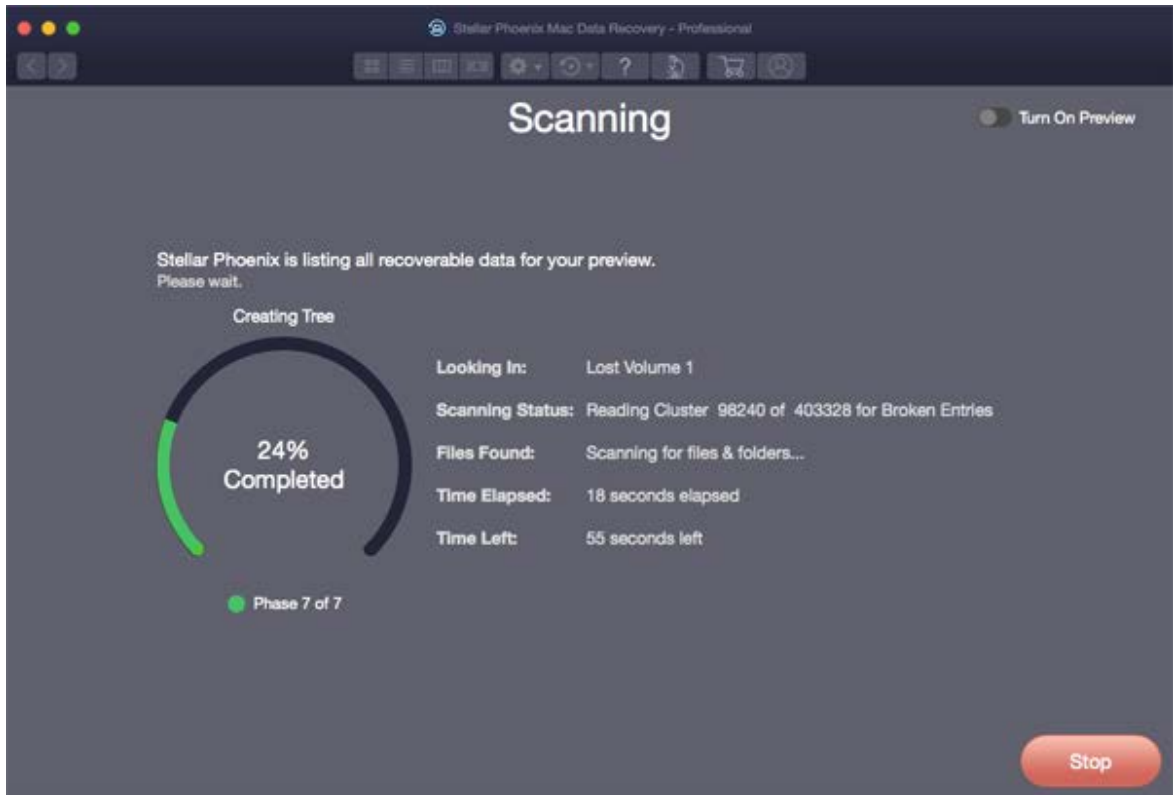 Stellar Phoenix Mac Data Recovery - Professional
?
Scanning
Turn On Preview
Stellar Phoenix is listing all recoverable data for your preview.
Please wait.
Creating Tree
24%
Completed
Phase 7 of 7
Looking In: Lost Volume 1
Scanning Status: Reading Cluster 98240 of 403328 for Broken Entries
Files Found: Scanning for files & folders...
Time Elapsed: 18 seconds elapsed
Time Left: 55 seconds left
Stop